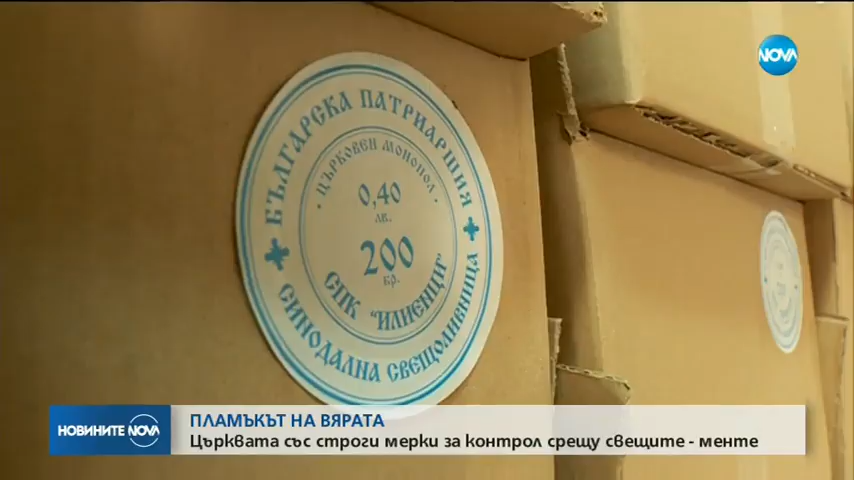 NOVA
БЪЛГАРСКА ПАТРИАРШИЯ
ЦЪРКОВЕН МОНОПОЛ
0,40
лв.
200
бр.
СПК "ИЛИЕНЦИ"
СИНОДАЛНА СВЕЩОЛИВНИЦА
НОВИНИТЕ NOVA
ПЛАМЪКЪТ НА ВЯРАТА
Църквата със строги мерки за контрол срещу свещите - менте